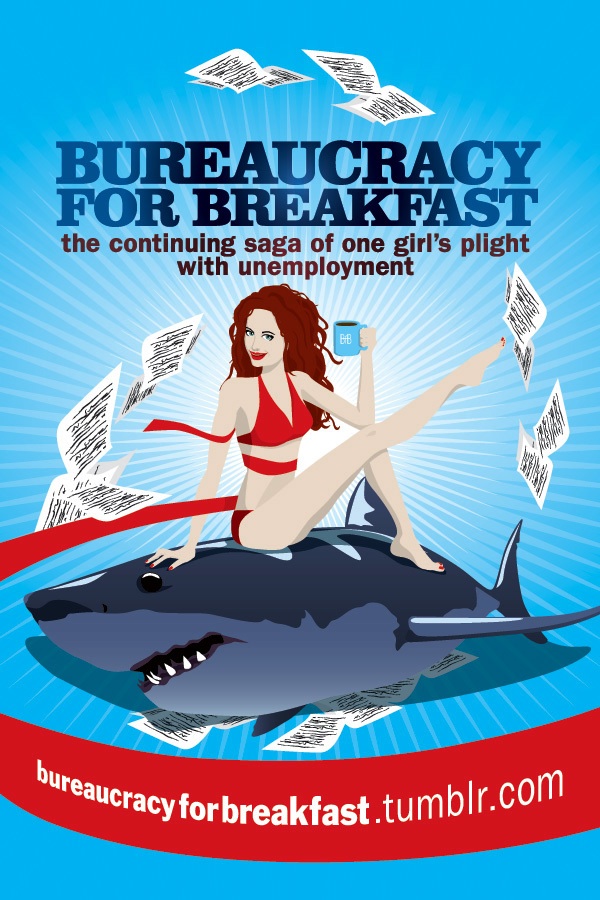 BUREAUCRACY
FOR BREAKFAST
the continuing saga of one girl's plight
with unemployment
bureaucracyforbreakfast.tumblr.com